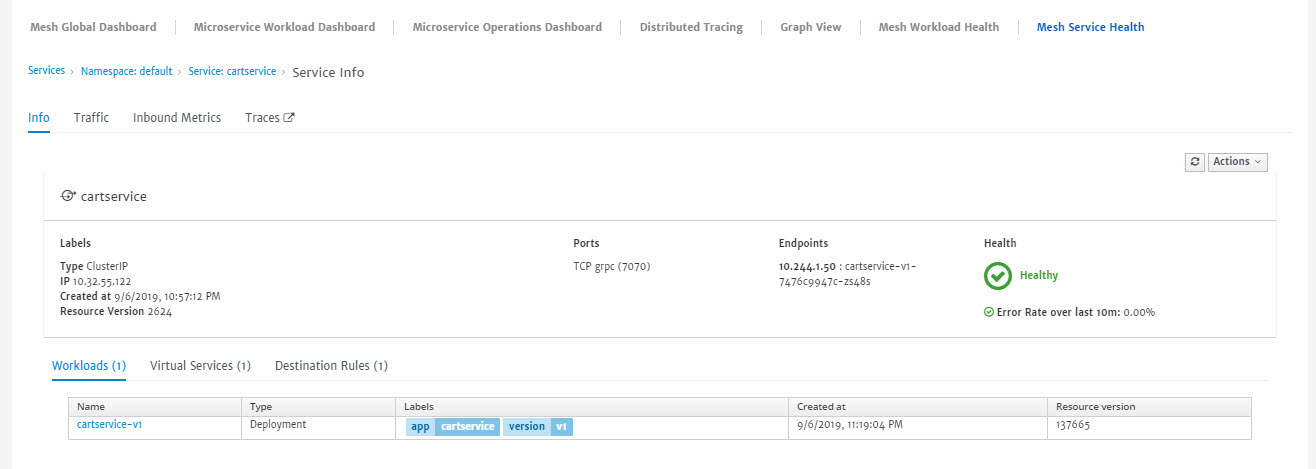 Mesh Global Dashboard Microservice Workload Dashboard Microservice Operations Dashboard Distributed Tracing Graph View Mesh Workload Health Mesh Service Health
Services › Namespace: default › Service: cartservice › Service Info
Info Traffic Inbound Metrics Traces
Actions
cartservice
Labels Ports Endpoints Health
Type ClusterIP TCP grpc (7070) 10.244.1.50 : cartservice-v1-
IP 10.32.55.122 7476c9947c-zs48s Healthy
Created at 9/6/2019, 10:57:12 PM
Resource Version 2624 Error Rate over last 10m: 0.00%
Workloads (1) Virtual Services (1) Destination Rules (1)
Name Type Labels Created at Resource version
cartservice-v1 Deployment app cartservice version v1 9/6/2019, 11:19:04 PM 137665